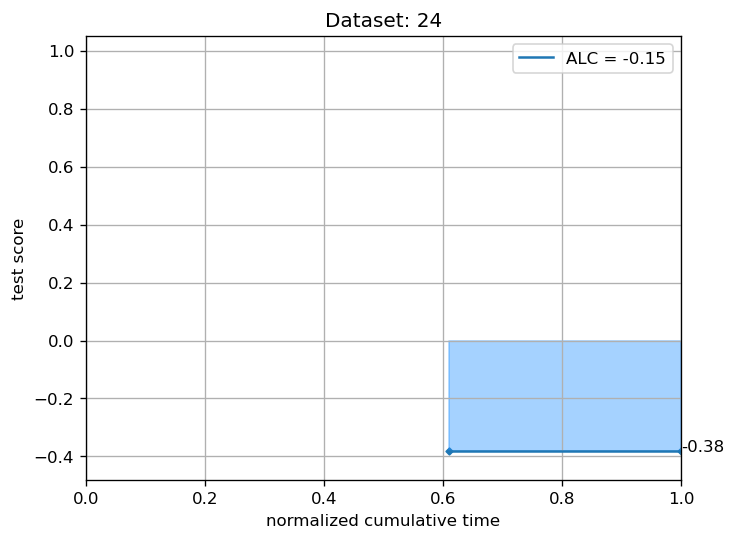 Dataset: 24
ALC = -0.15
1.0
0.8
0.6
0.4
0.2
0.0
−0.2
−0.4
-0.38
0.0 0.2 0.4 0.6 0.8 1.0
normalized cumulative time
test score